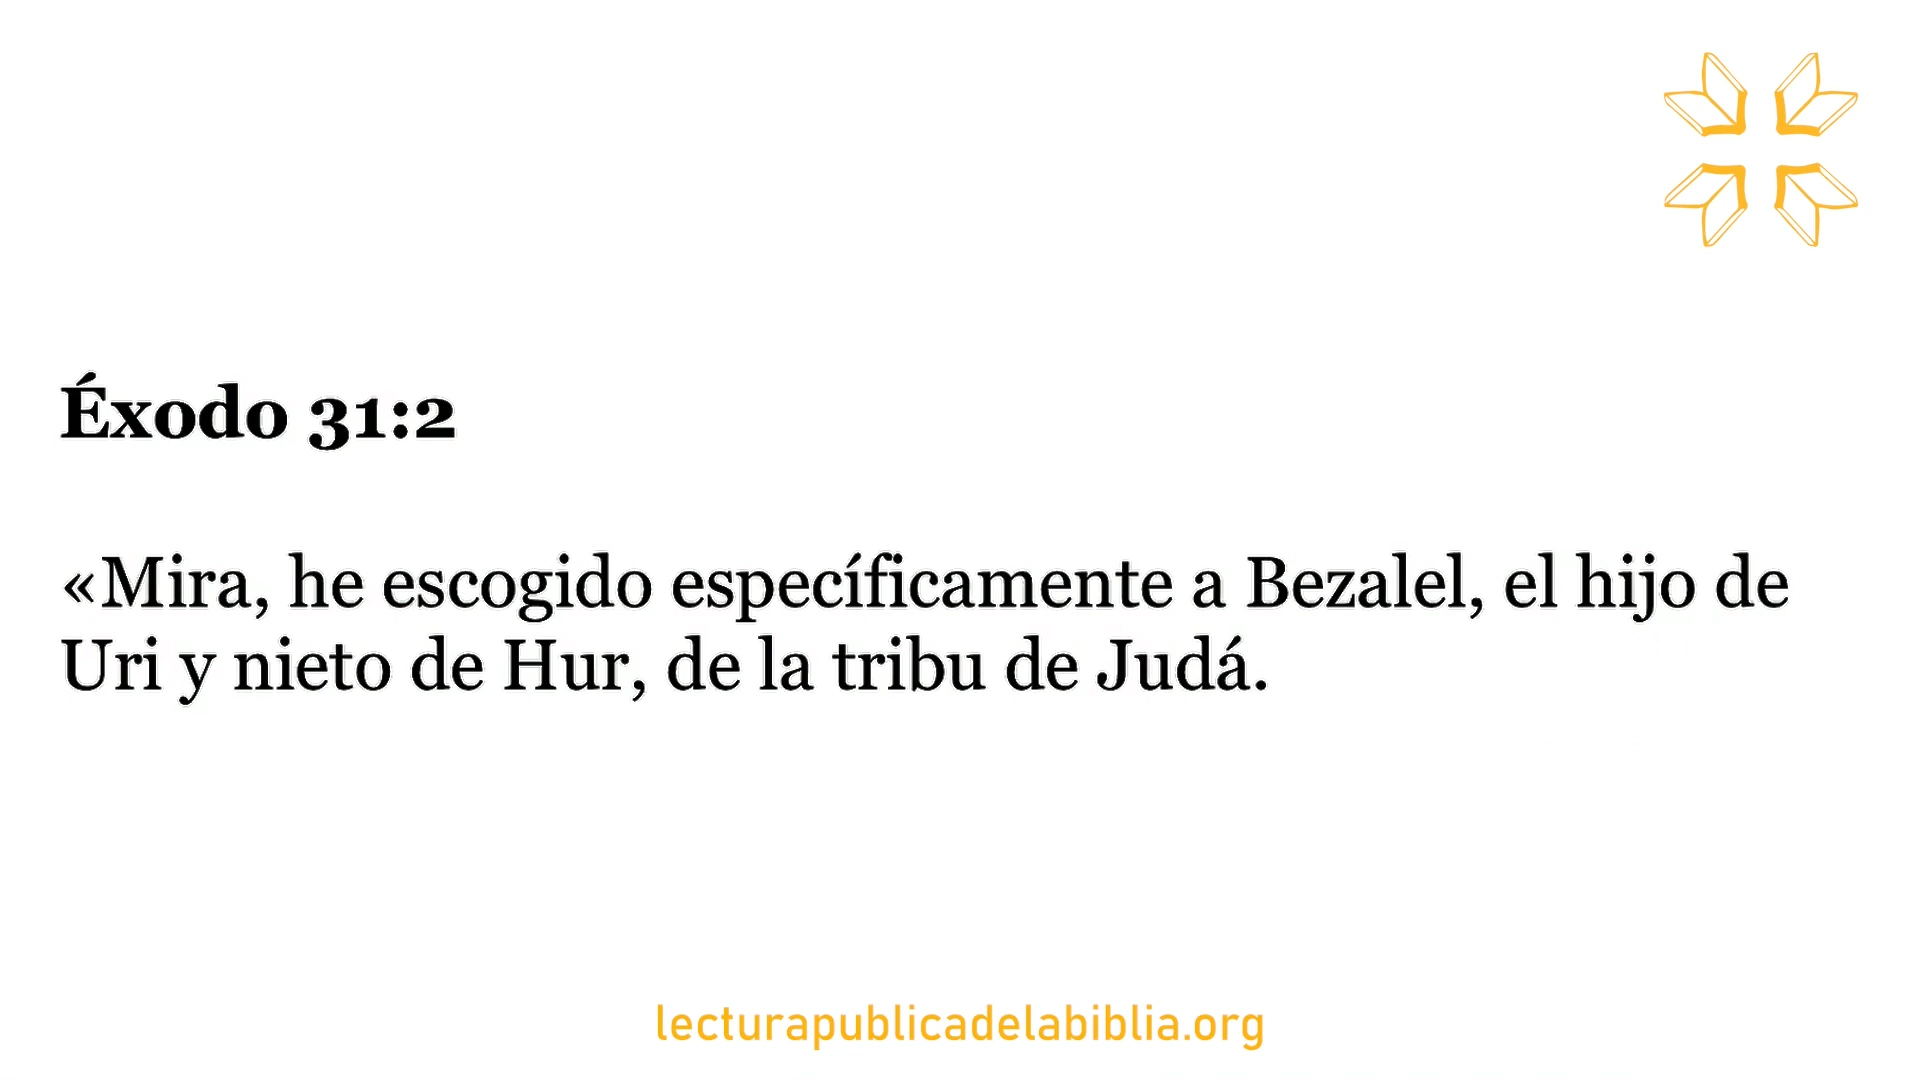 Éxodo 31:2
«Mira, he escogido específicamente a Bezalel, el hijo de
Uri y nieto de Hur, de la tribu de Judá.
lecturapublicadelabiblia.org